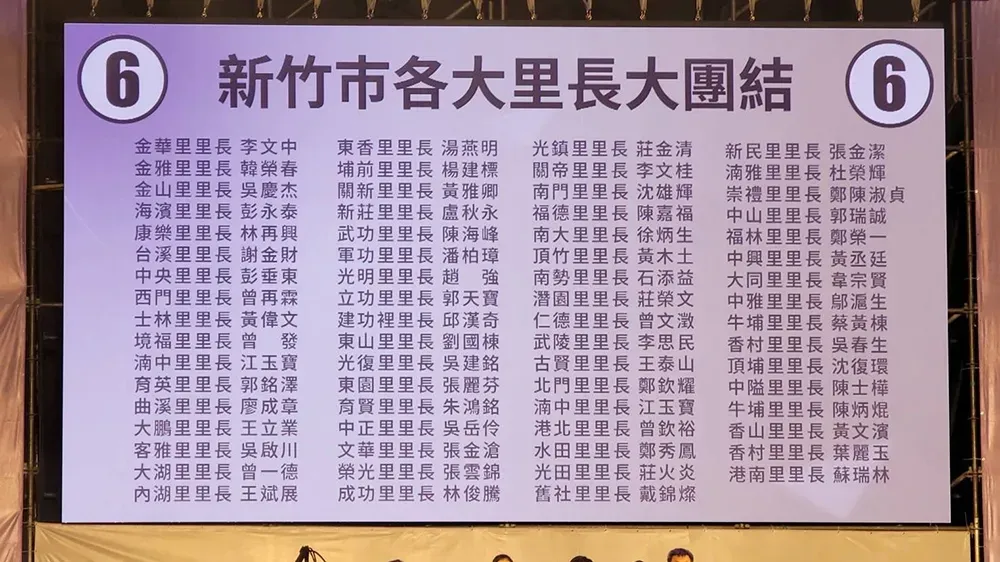 6 新竹市各大里長大團結 6
金華里里長 李文中
金雅里里長 韓榮春
金山里里長 吳慶杰
海濱里里長 彭永泰
康樂里里長 林再興
台溪里里長 謝金財
中央里里長 彭垂東
西門里里長 曾再霖
士林里里長 黃偉文
境福里里長 曾　發
湳中里里長 江玉寶
育英里里長 郭銘澤
曲溪里里長 廖成章
大鵬里里長 王立業
客雅里里長 吳啟川
大湖里里長 曾一德
內湖里里長 王斌展
東香里里長 湯燕明
埔前里里長 楊建標
關新里里長 黃雅卿
新莊里里長 盧秋永
武功里里長 陳海峰
軍功里里長 潘柏璋
光明里里長 趙　強
立功里里長 郭天寶
建功裡里長 邱漢奇
東山里里長 劉國棟
光復里里長 吳建銘
東園里里長 張麗芬
育賢里里長 朱鴻銘
中正里里長 吳岳伶
文華里里長 張金滄
榮光里里長 張雲錦
成功里里長 林俊騰
光鎮里里長 莊金清
關帝里里長 李文桂
南門里里長 沈雄輝
福德里里長 陳嘉福
南大里里長 徐炳生
頂竹里里長 黃木土
南勢里里長 石添益
潛園里里長 莊榮文
仁德里里長 曾文澂
武陵里里長 李思民
古賢里里長 王泰山
北門里里長 鄭欽耀
湳中里里長 江玉寶
港北里里長 曾欽裕
水田里里長 鄭秀鳳
光田里里長 莊火炎
舊社里里長 戴錦燦
新民里里長 張金潔
湳雅里里長 杜榮輝
崇禮里里長 鄭陳淑貞
中山里里長 郭瑞誠
福林里里長 鄭榮一
中興里里長 黃丞廷
大同里里長 韋宗賢
中雅里里長 鄔滬生
牛埔里里長 蔡黃棟
香村里里長 吳春生
頂埔里里長 沈復環
中隘里里長 陳士樺
牛埔里里長 陳炳焜
香山里里長 黃文濱
香村里里長 葉麗玉
港南里里長 蘇瑞林